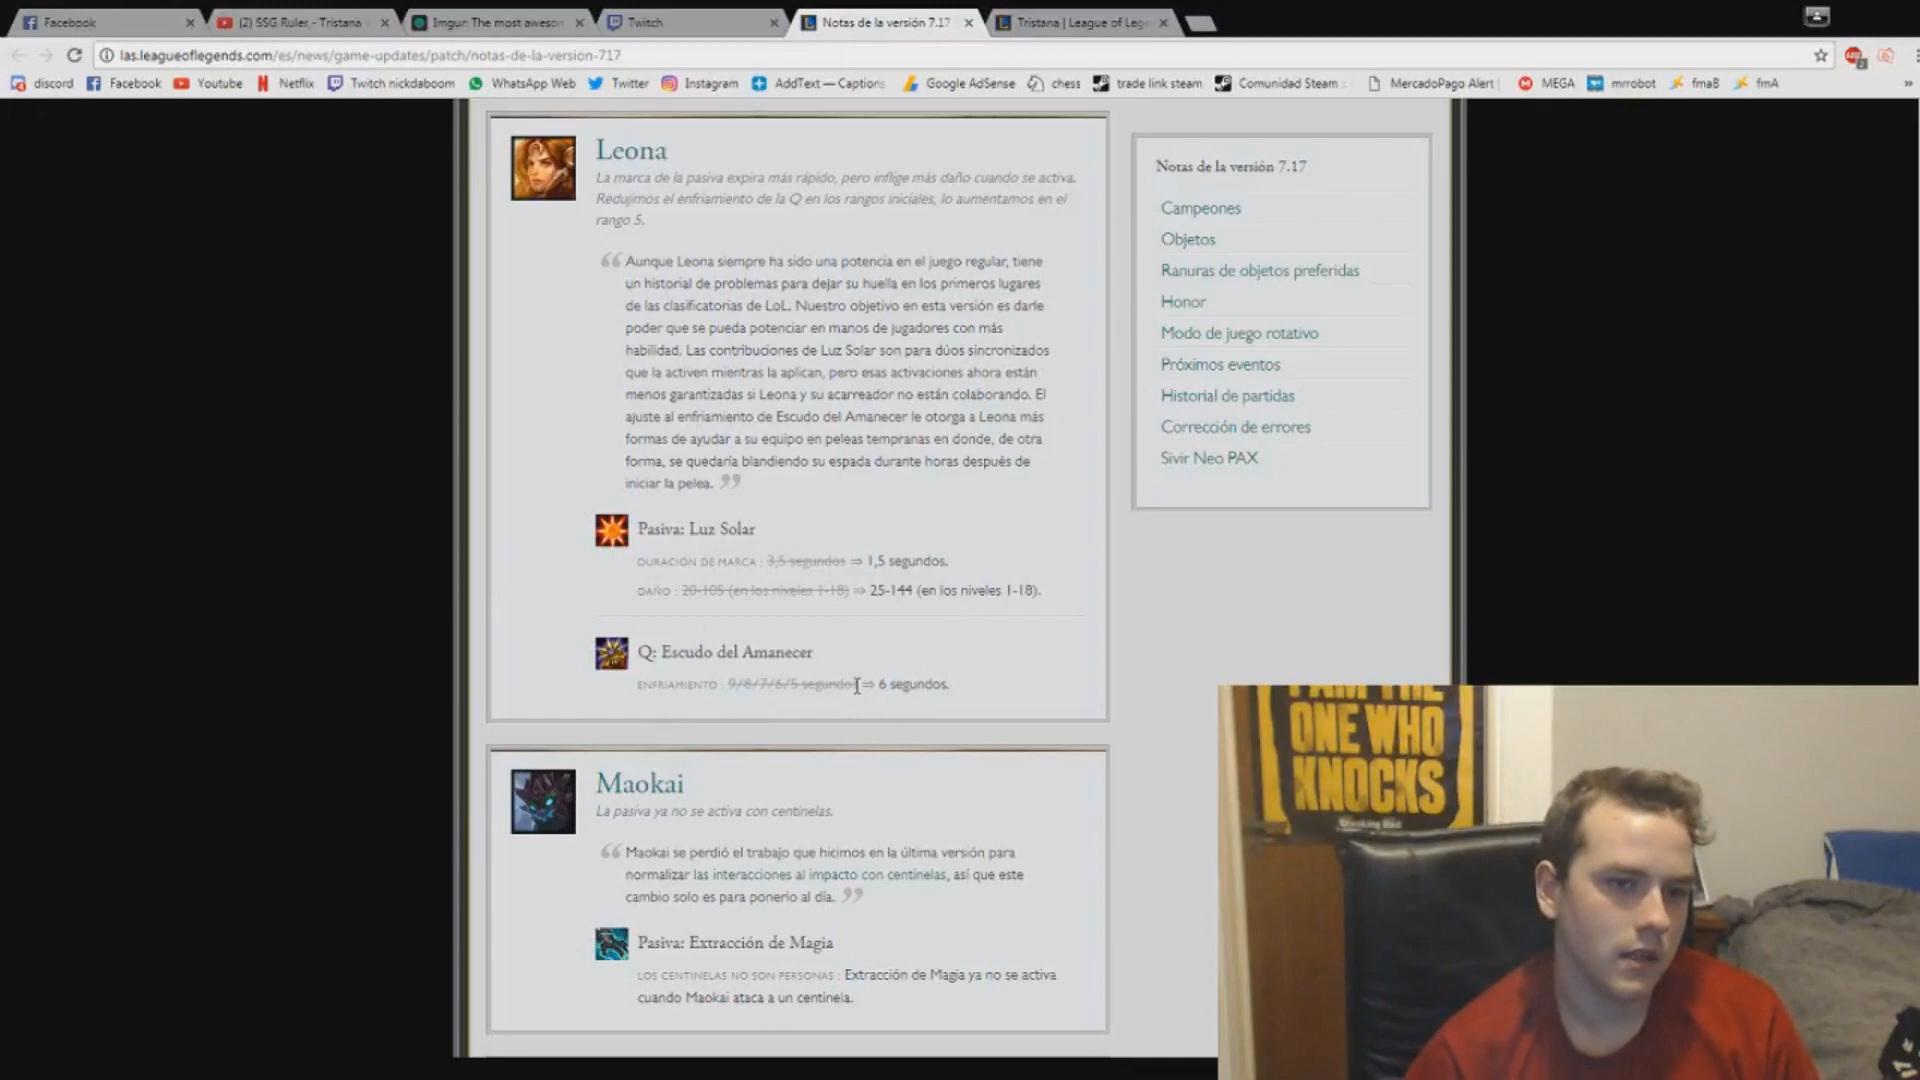 Facebook
(2) SSG Ruler - Tristana
Imgur: The most aweson
Twitch
Notas de la versión 7.17
Tristana | League of Leg
las.leagueoflegends.com/es/news/game-updates/patch/notas-de-la-version-717
discord
Facebook
Youtube
Netflix
Twitch nickdaboom
WhatsApp Web
Twitter
Instagram
AddText — Captions
Google AdSense
chess
trade link steam
Comunidad Steam
MercadoPago Alert
MEGA
mrrobot
fmaB
fmA
»
Leona
La marca de la pasiva expira más rápido, pero inflige más daño cuando se activa.
Redujimos el enfriamiento de la Q en los rangos iniciales, lo aumentamos en el
rango 5.
“ Aunque Leona siempre ha sido una potencia en el juego regular, tiene
un historial de problemas para dejar su huella en los primeros lugares
de las clasificatorias de LoL. Nuestro objetivo en esta versión es darle
poder que se pueda potenciar en manos de jugadores con más
habilidad. Las contribuciones de Luz Solar son para dúos sincronizados
que la activen mientras la aplican, pero esas activaciones ahora están
menos garantizadas si Leona y su acarreador no están colaborando. El
ajuste al enfriamiento de Escudo del Amanecer le otorga a Leona más
formas de ayudar a su equipo en peleas tempranas en donde, de otra
forma, se quedaría blandiendo su espada durante horas después de
iniciar la pelea. ”
Pasiva: Luz Solar
DURACIÓN DE MARCA : 3,5 segundos ⇒ 1,5 segundos.
DAÑO : 20-105 (en los niveles 1-18) ⇒ 25-144 (en los niveles 1-18).
Q: Escudo del Amanecer
ENFRIAMIENTO : 9/8/7/6/5 segundos ⇒ 6 segundos.
Maokai
La pasiva ya no se activa con centinelas.
“ Maokai se perdió el trabajo que hicimos en la última versión para
normalizar las interacciones al impacto con centinelas, así que este
cambio solo es para ponerlo al día. ”
Pasiva: Extracción de Magia
LOS CENTINELAS NO SON PERSONAS : Extracción de Magia ya no se activa
cuando Maokai ataca a un centinela.
Notas de la versión 7.17
Campeones
Objetos
Ranuras de objetos preferidas
Honor
Modo de juego rotativo
Próximos eventos
Historial de partidas
Corrección de errores
Sivir Neo PAX
I AM THE
ONE WHO
KNOCKS
Breaking Bad